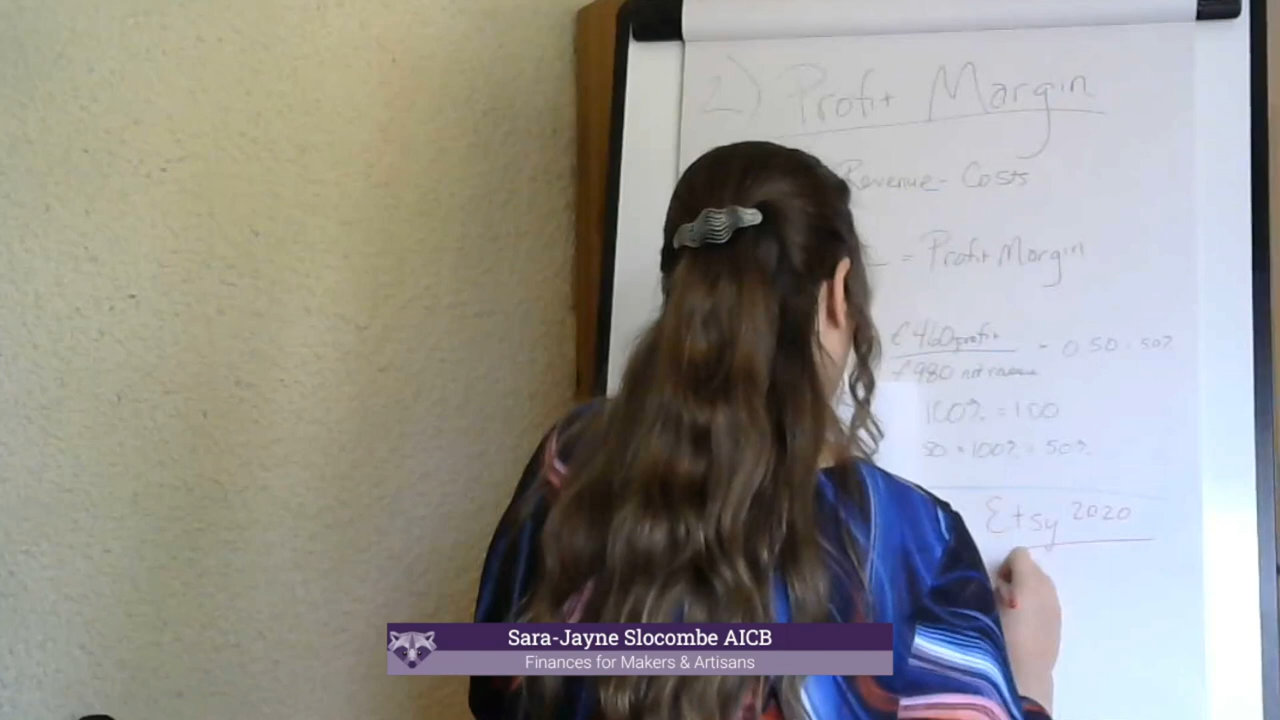 2) Profit Margin
Revenue - Costs
= Profit Margin
£460 profit
£980 net revenue
= 0.50 = 50%
100% = 1.00
50 × 100% = 50%
Etsy 2020
Sara-Jayne Slocombe AICB
Finances for Makers & Artisans